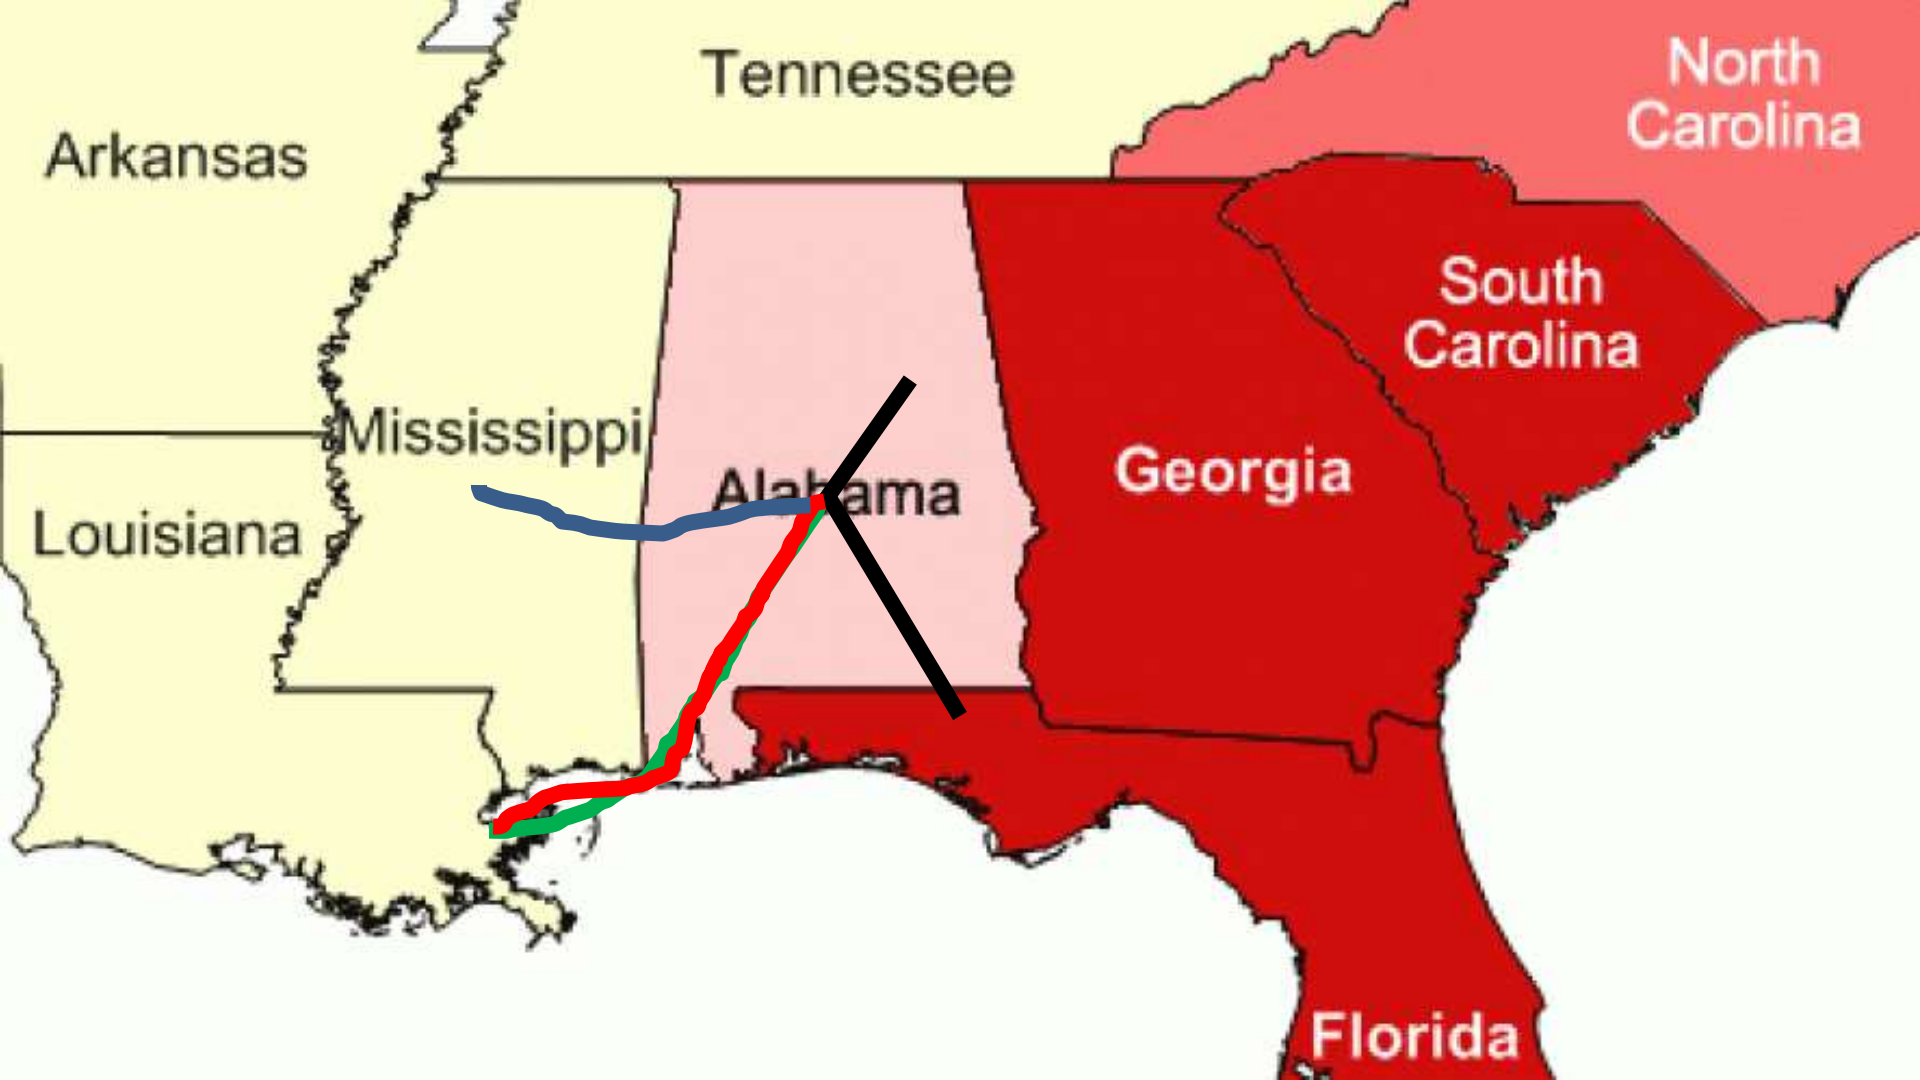 Tennessee
North
Carolina
Arkansas
South
Carolina
Mississippi
Alabama
Georgia
Louisiana
Florida